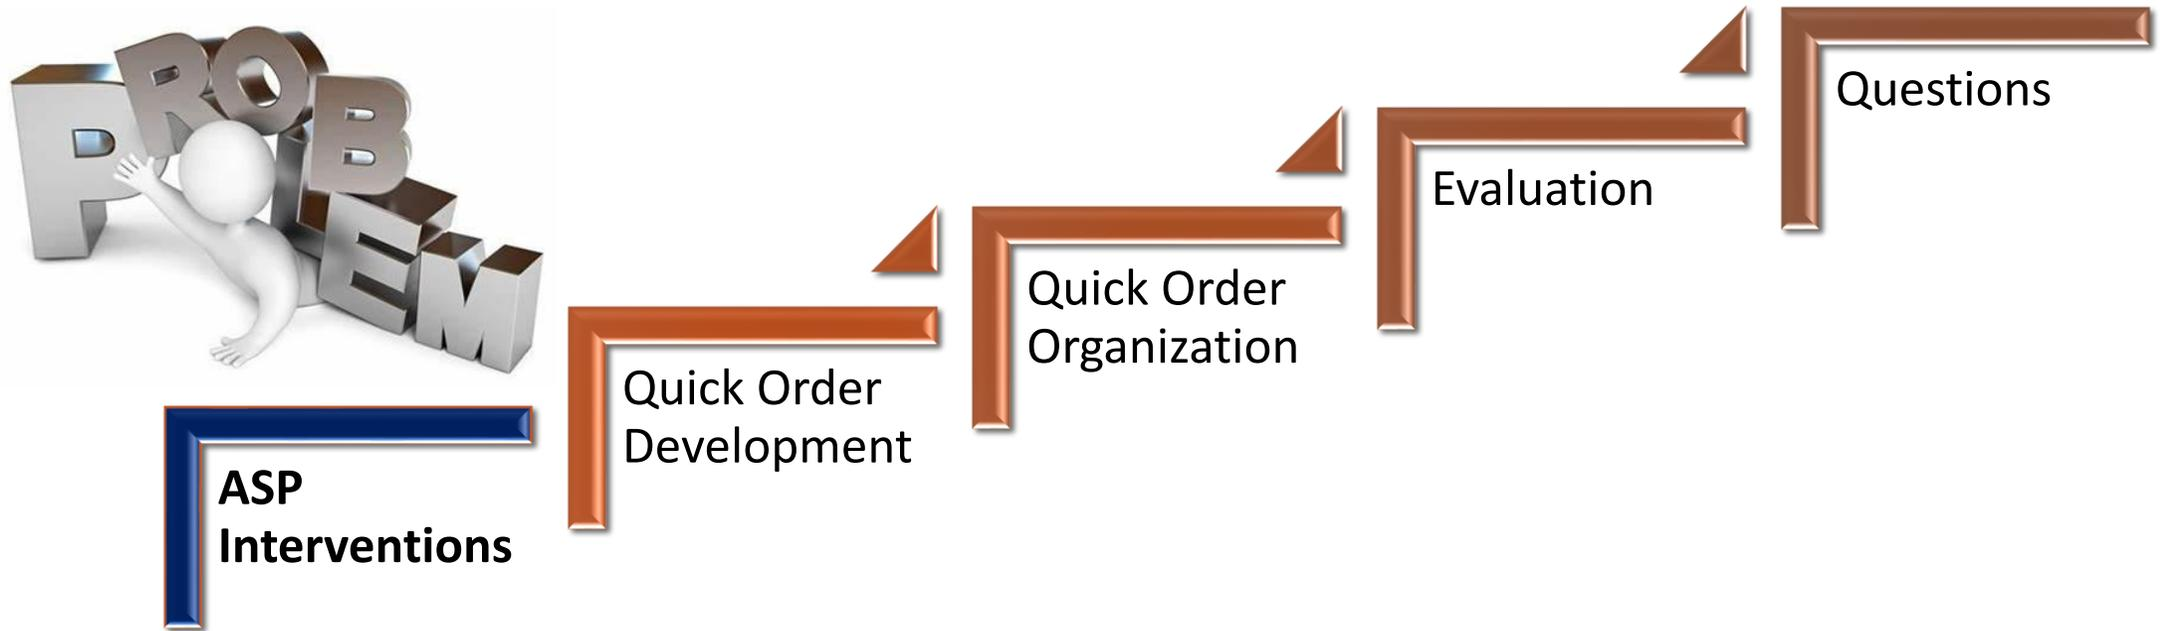 PROBLEM
ASP
Interventions
Quick Order
Development
Quick Order
Organization
Evaluation
Questions